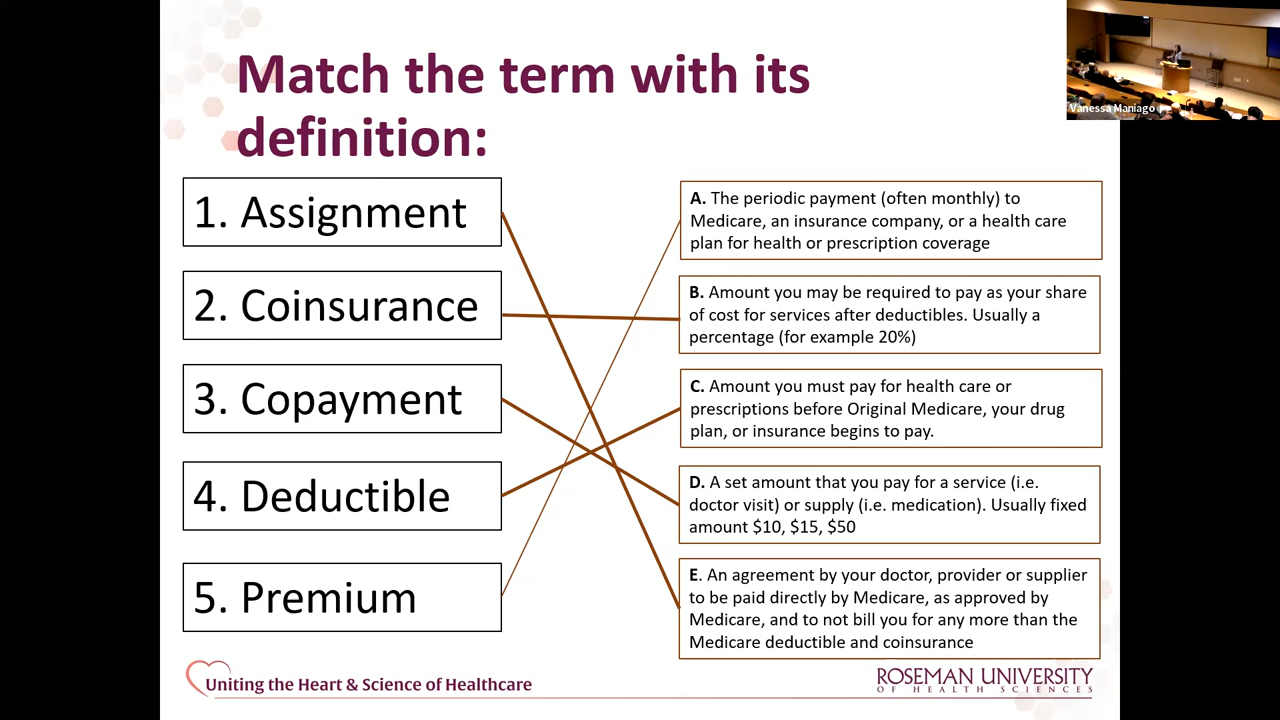 Match the term with its
definition:
Vanessa Maniago
1. Assignment
2. Coinsurance
3. Copayment
4. Deductible
5. Premium
A. The periodic payment (often monthly) to
Medicare, an insurance company, or a health care
plan for health or prescription coverage
B. Amount you may be required to pay as your share
of cost for services after deductibles. Usually a
percentage (for example 20%)
C. Amount you must pay for health care or
prescriptions before Original Medicare, your drug
plan, or insurance begins to pay.
D. A set amount that you pay for a service (i.e.
doctor visit) or supply (i.e. medication). Usually fixed
amount $10, $15, $50
E. An agreement by your doctor, provider or supplier
to be paid directly by Medicare, as approved by
Medicare, and to not bill you for any more than the
Medicare deductible and coinsurance
Uniting the Heart & Science of Healthcare
ROSEMAN UNIVERSITY
OF HEALTH SCIENCES